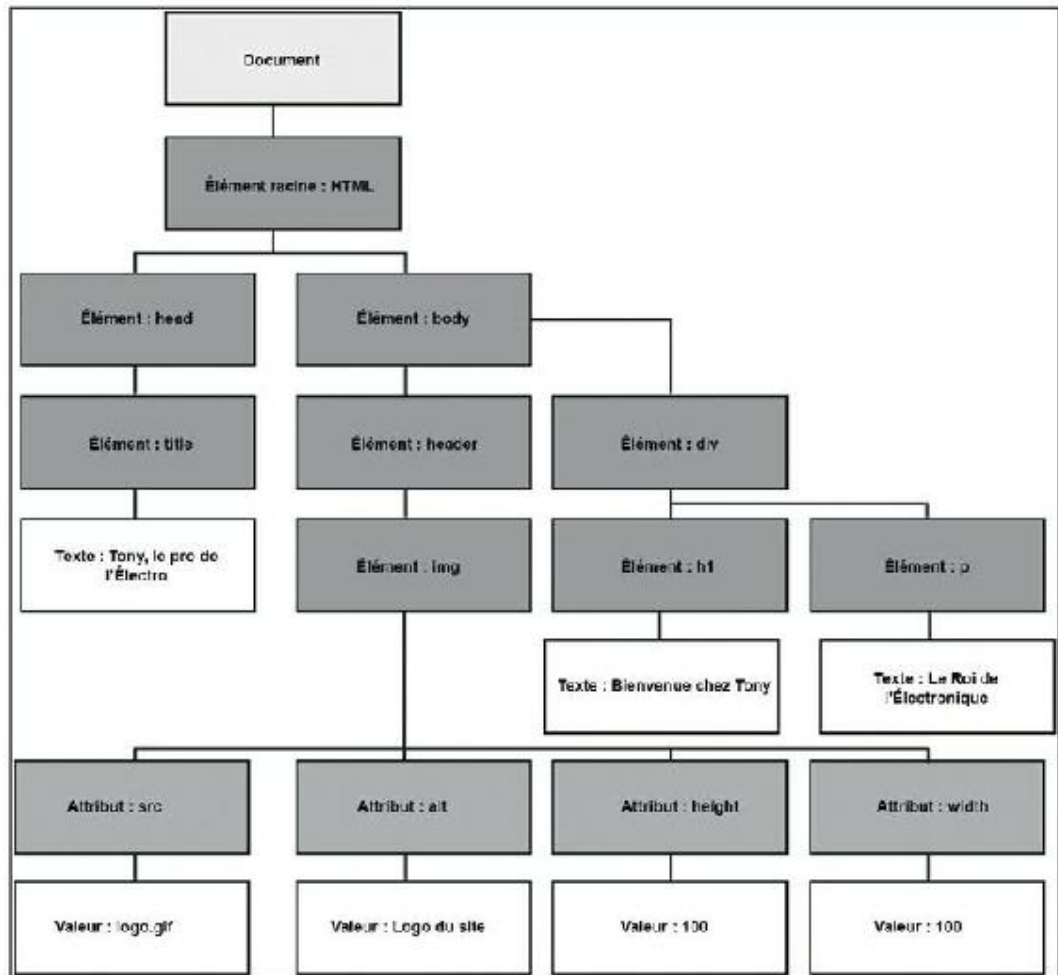 Document
Élément racine : HTML
Élément : head
Élément : body
Élément : title
Élément : header
Élément : div
Texte : Tony, le pro de
l'Électro
Élément : img
Élément : h1
Élément : p
Texte : Bienvenue chez Tony
Texte : Le Roi de
l'Électronique
Attribut : src
Attribut : alt
Attribut : height
Attribut : width
Valeur : logo.gif
Valeur : Logo du site
Valeur : 100
Valeur : 100